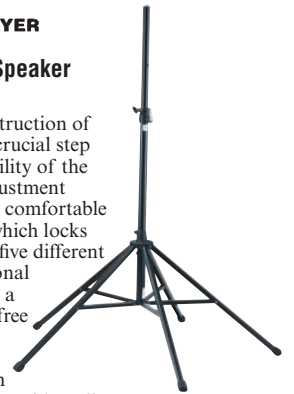 YER
Speaker
truction of
crucial step
ility of the
ustment
comfortable
which locks
five different
onal
a
free